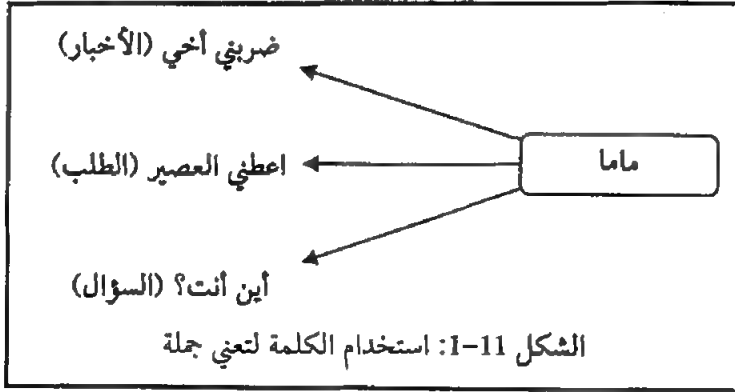 ضربني أخي (الأخبار)
ماما
اعطني العصير (الطلب)
أين أنت؟ (السؤال)
الشكل 11-1: استخدام الكلمة لتعني جملة